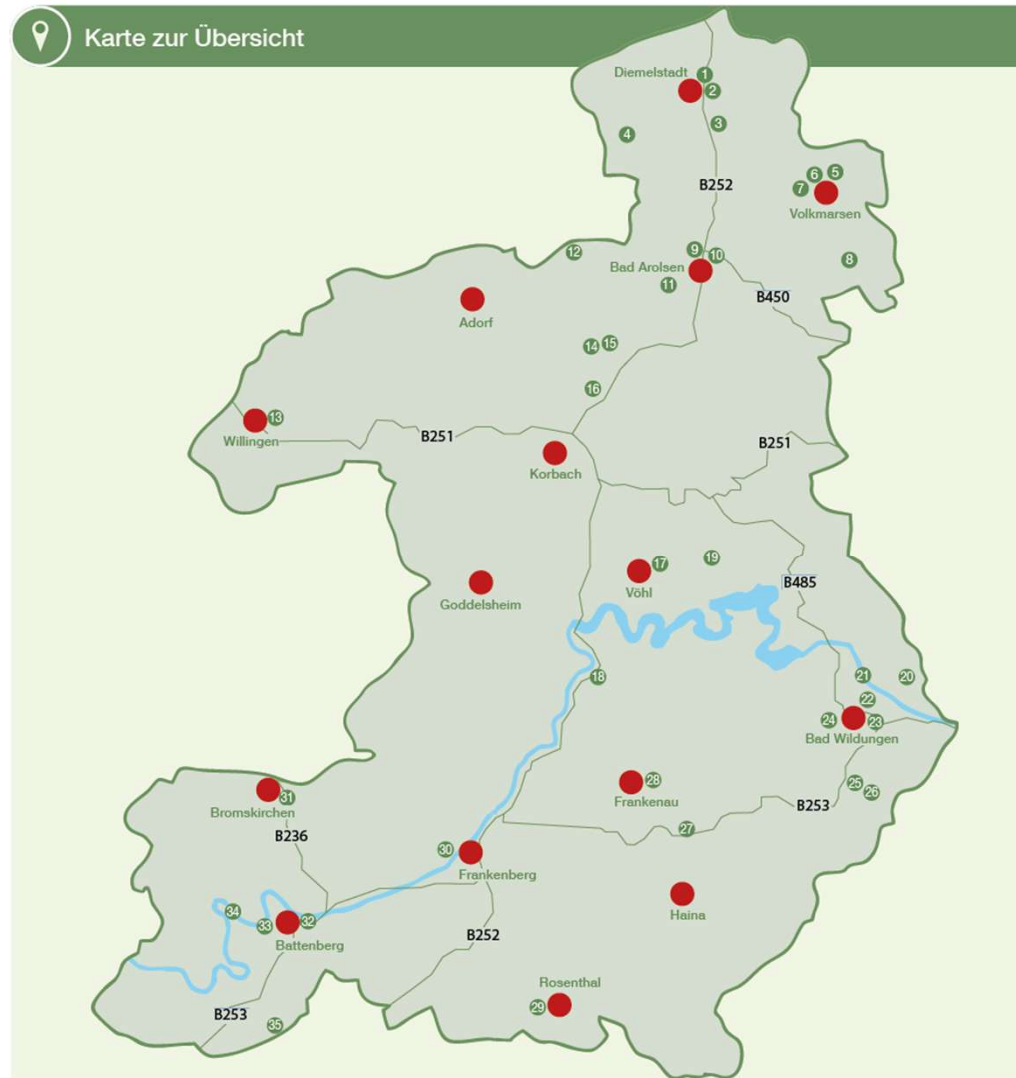 Karte zur Übersicht
Diemelstadt
1
2
3
4
B252
5
6
7
Volkmarsen
8
9
10
Bad Arolsen
11
12
B450
Adorf
14
15
16
13
Willingen
B251
B251
Korbach
17
19
Vöhl
B485
Goddelsheim
18
21
20
22
24
23
Bad Wildungen
28
Frankenau
25
26
B253
27
31
Bromskirchen
B236
30
Frankenberg
Haina
34
33
32
Battenberg
B252
Rosenthal
29
B253
35